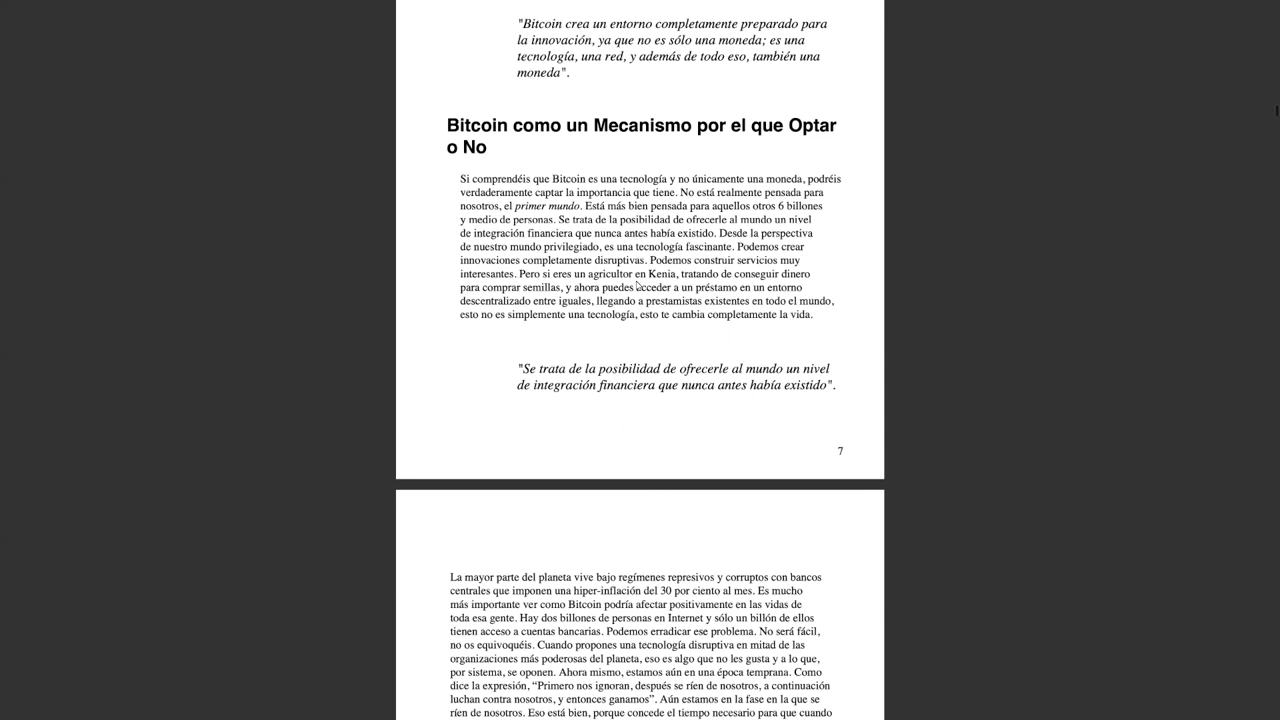 "Bitcoin crea un entorno completamente preparado para
la innovación, ya que no es sólo una moneda; es una
tecnología, una red, y además de todo eso, también una
moneda".
Bitcoin como un Mecanismo por el que Optar
o No
Si comprendéis que Bitcoin es una tecnología y no únicamente una moneda, podréis
verdaderamente captar la importancia que tiene. No está realmente pensada para
nosotros, el primer mundo. Está más bien pensada para aquellos otros 6 billones
y medio de personas. Se trata de la posibilidad de ofrecerle al mundo un nivel
de integración financiera que nunca antes había existido. Desde la perspectiva
de nuestro mundo privilegiado, es una tecnología fascinante. Podemos crear
innovaciones completamente disruptivas. Podemos construir servicios muy
interesantes. Pero si eres un agricultor en Kenia, tratando de conseguir dinero
para comprar semillas, y ahora puedes acceder a un préstamo en un entorno
descentralizado entre iguales, llegando a prestamistas existentes en todo el mundo,
esto no es simplemente una tecnología, esto te cambia completamente la vida.
"Se trata de la posibilidad de ofrecerle al mundo un nivel
de integración financiera que nunca antes había existido".
7
La mayor parte del planeta vive bajo regímenes represivos y corruptos con bancos
centrales que imponen una hiper-inflación del 30 por ciento al mes. Es mucho
más importante ver como Bitcoin podría afectar positivamente en las vidas de
toda esa gente. Hay dos billones de personas en Internet y sólo un billón de ellos
tienen acceso a cuentas bancarias. Podemos erradicar ese problema. No será fácil,
no os equivoquéis. Cuando propones una tecnología disruptiva en mitad de las
organizaciones más poderosas del planeta, eso es algo que no les gusta y a lo que,
por sistema, se oponen. Ahora mismo, estamos aún en una época temprana. Como
dice la expresión, “Primero nos ignoran, después se ríen de nosotros, a continuación
luchan contra nosotros, y entonces ganamos”. Aún estamos en la fase en la que se
ríen de nosotros. Eso está bien, porque concede el tiempo necesario para que cuando